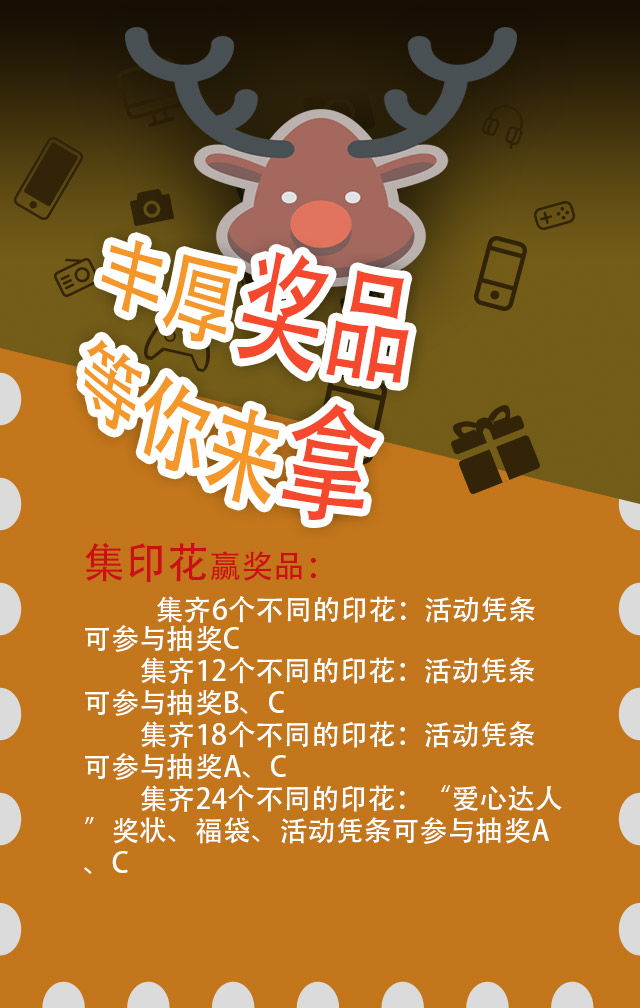 丰厚奖品
等你来拿
集印花赢奖品：
集齐6个不同的印花：活动凭条
可参与抽奖C
集齐12个不同的印花：活动凭条
可参与抽奖B、C
集齐18个不同的印花：活动凭条
可参与抽奖A、C
集齐24个不同的印花：“爱心达人
”奖状、福袋、活动凭条可参与抽奖A
、C